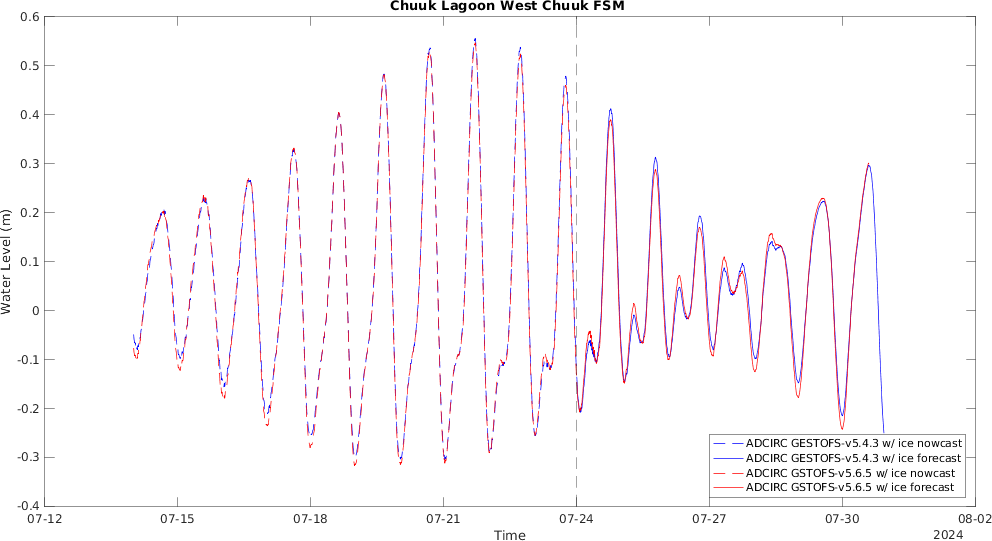 Chuuk Lagoon West Chuuk FSM
0.6
0.5
0.4
0.3
0.2
0.1
0
-0.1
-0.2
-0.3
-0.4
Water Level (m)
ADCIRC GESTOFS-v5.4.3 w/ ice nowcast
ADCIRC GESTOFS-v5.4.3 w/ ice forecast
ADCIRC GSTOFS-v5.6.5 w/ ice nowcast
ADCIRC GSTOFS-v5.6.5 w/ ice forecast
07-12 07-15 07-18 07-21 07-24 07-27 07-30 08-02
Time
2024